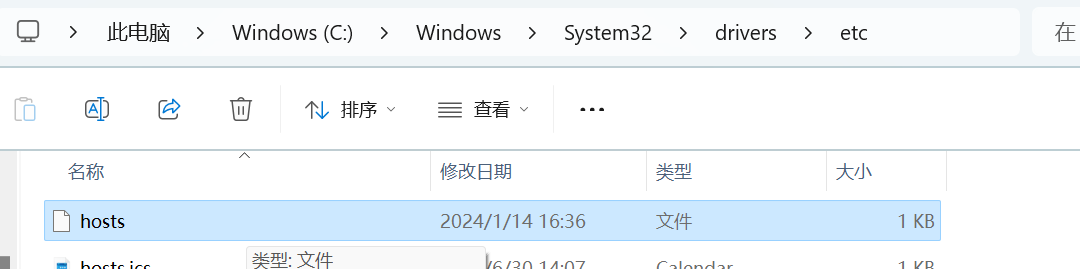 此电脑 > Windows (C:) > Windows > System32 > drivers > etc 在
排序 查看 •••
名称 修改日期 类型 大小
hosts 2024/1/14 16:36 文件 1 KB
类型: 文件
hosts.ics /6/30 14:07 Calendar 1 KB